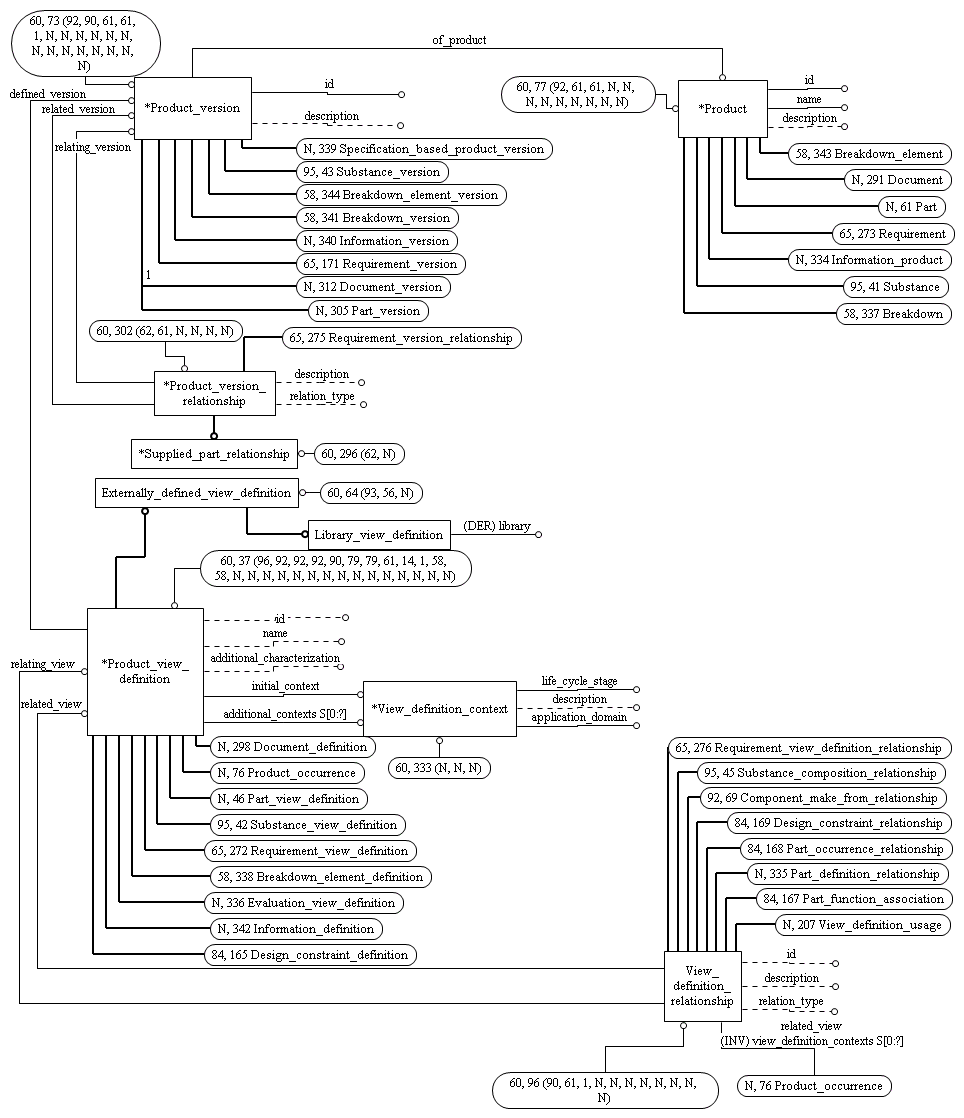 60, 73 (92, 90, 61, 61,
1, N, N, N, N, N, N,
N, N, N, N, N, N, N,
N)
of_product
defined_version
related_version
relating_version
*Product_version
id
description
60, 77 (92, 61, 61, N, N,
N, N, N, N, N, N, N)
*Product
id
name
description
N, 339 Specification_based_product_version
95, 43 Substance_version
58, 344 Breakdown_element_version
58, 341 Breakdown_version
N, 340 Information_version
65, 171 Requirement_version
1
N, 312 Document_version
N, 305 Part_version
58, 343 Breakdown_element
N, 291 Document
N, 61 Part
65, 273 Requirement
N, 334 Information_product
95, 41 Substance
58, 337 Breakdown
60, 302 (62, 61, N, N, N, N)
65, 275 Requirement_version_relationship
*Product_version_
relationship
description
relation_type
*Supplied_part_relationship
60, 296 (62, N)
Externally_defined_view_definition
60, 64 (93, 56, N)
Library_view_definition
(DER) library
60, 37 (96, 92, 92, 92, 90, 79, 79, 61, 14, 1, 58,
58, N, N, N, N, N, N, N, N, N, N, N, N, N, N, N)
relating_view
related_view
*Product_view_
definition
id
name
additional_characterization
initial_context
additional_contexts S[0:?]
*View_definition_context
life_cycle_stage
description
application_domain
60, 333 (N, N, N)
N, 298 Document_definition
N, 76 Product_occurrence
N, 46 Part_view_definition
95, 42 Substance_view_definition
65, 272 Requirement_view_definition
58, 338 Breakdown_element_definition
N, 336 Evaluation_view_definition
N, 342 Information_definition
84, 165 Design_constraint_definition
65, 276 Requirement_view_definition_relationship
95, 45 Substance_composition_relationship
92, 69 Component_make_from_relationship
84, 169 Design_constraint_relationship
84, 168 Part_occurrence_relationship
N, 335 Part_definition_relationship
84, 167 Part_function_association
N, 207 View_definition_usage
View_
definition_
relationship
id
description
relation_type
related_view
(INV) view_definition_contexts S[0:?]
N, 76 Product_occurrence
60, 96 (90, 61, 1, N, N, N, N, N, N, N,
N)